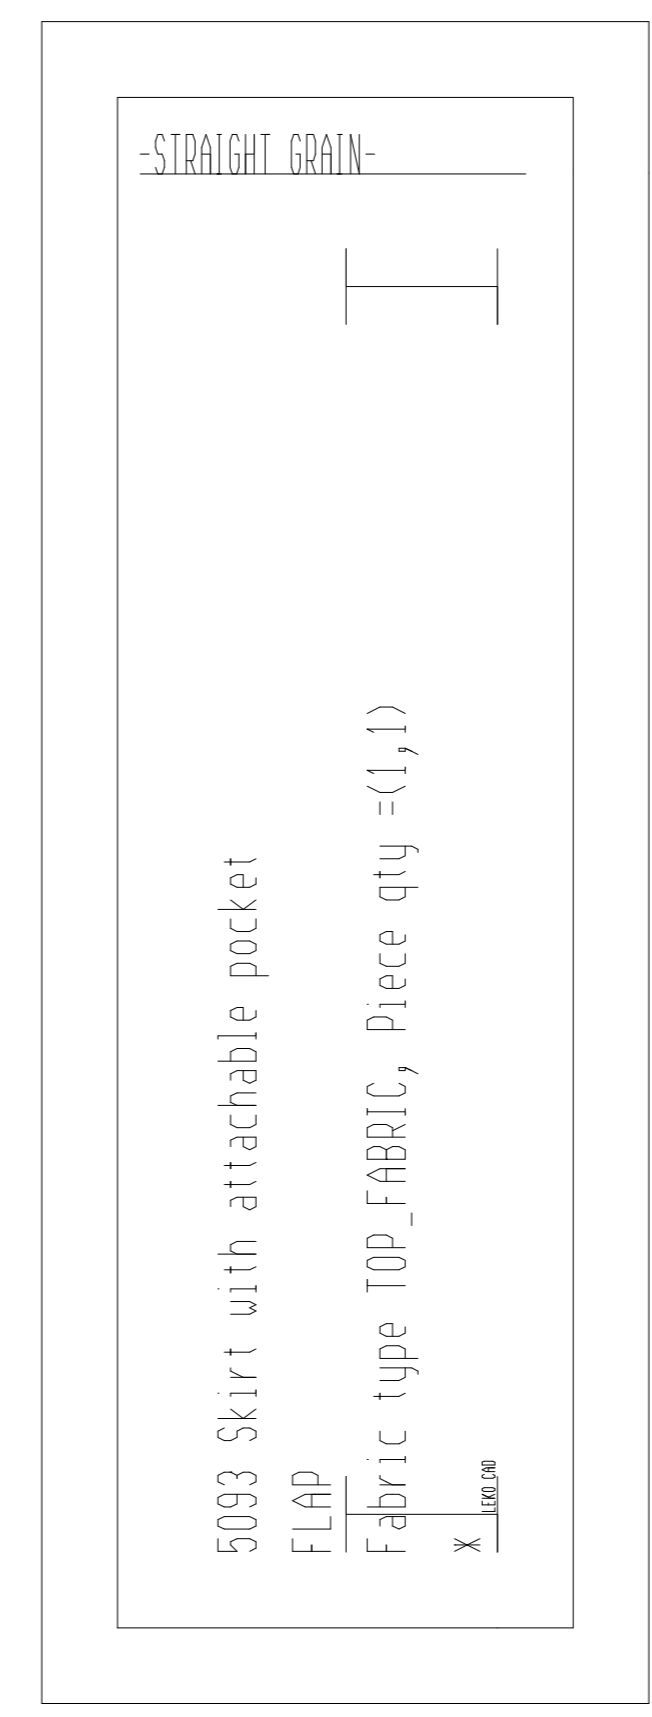 -STRAIGHT GRAIN-
5093 Skirt with attachable pocket
FLAP
Fabric type TOP_FABRIC, Piece qty =(1,1)
*
LEKO CAD